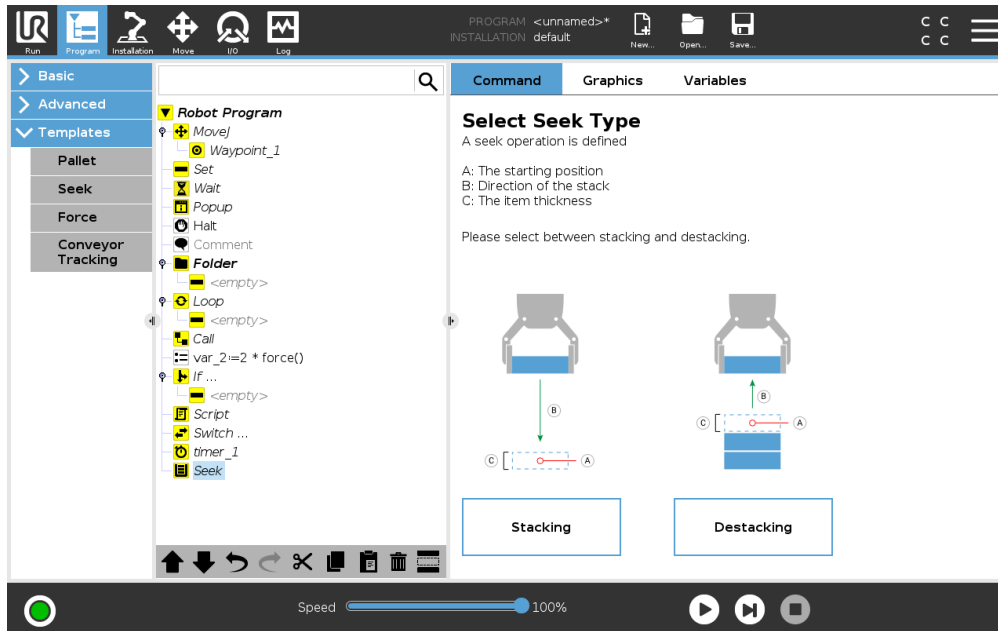 PROGRAM <unnamed>*
INSTALLATION default
Run Program Installation Move I/O Log New... Open... Save...
C C
C C
Basic
Advanced
Templates
Pallet
Seek
Force
Conveyor
Tracking
Robot Program
MoveJ
Waypoint_1
Set
Wait
Popup
Halt
Comment
Folder
<empty>
Loop
<empty>
Call
var_2:=2 * force()
If ...
<empty>
Script
Switch ...
timer_1
Seek
Command Graphics Variables
Select Seek Type
A seek operation is defined
A: The starting position
B: Direction of the stack
C: The item thickness
Please select between stacking and destacking.
B
C A
B
C A
Stacking Destacking
Speed 100%